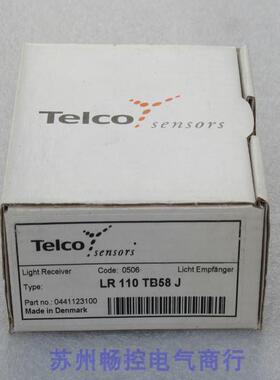 Telco
sensors
Telco
sensors
Light Receiver Code: 0506 Licht Empfänger
Type: LR 110 TB58 J
Part no.: 0441123100
Made in Denmark
苏州畅控电气商行